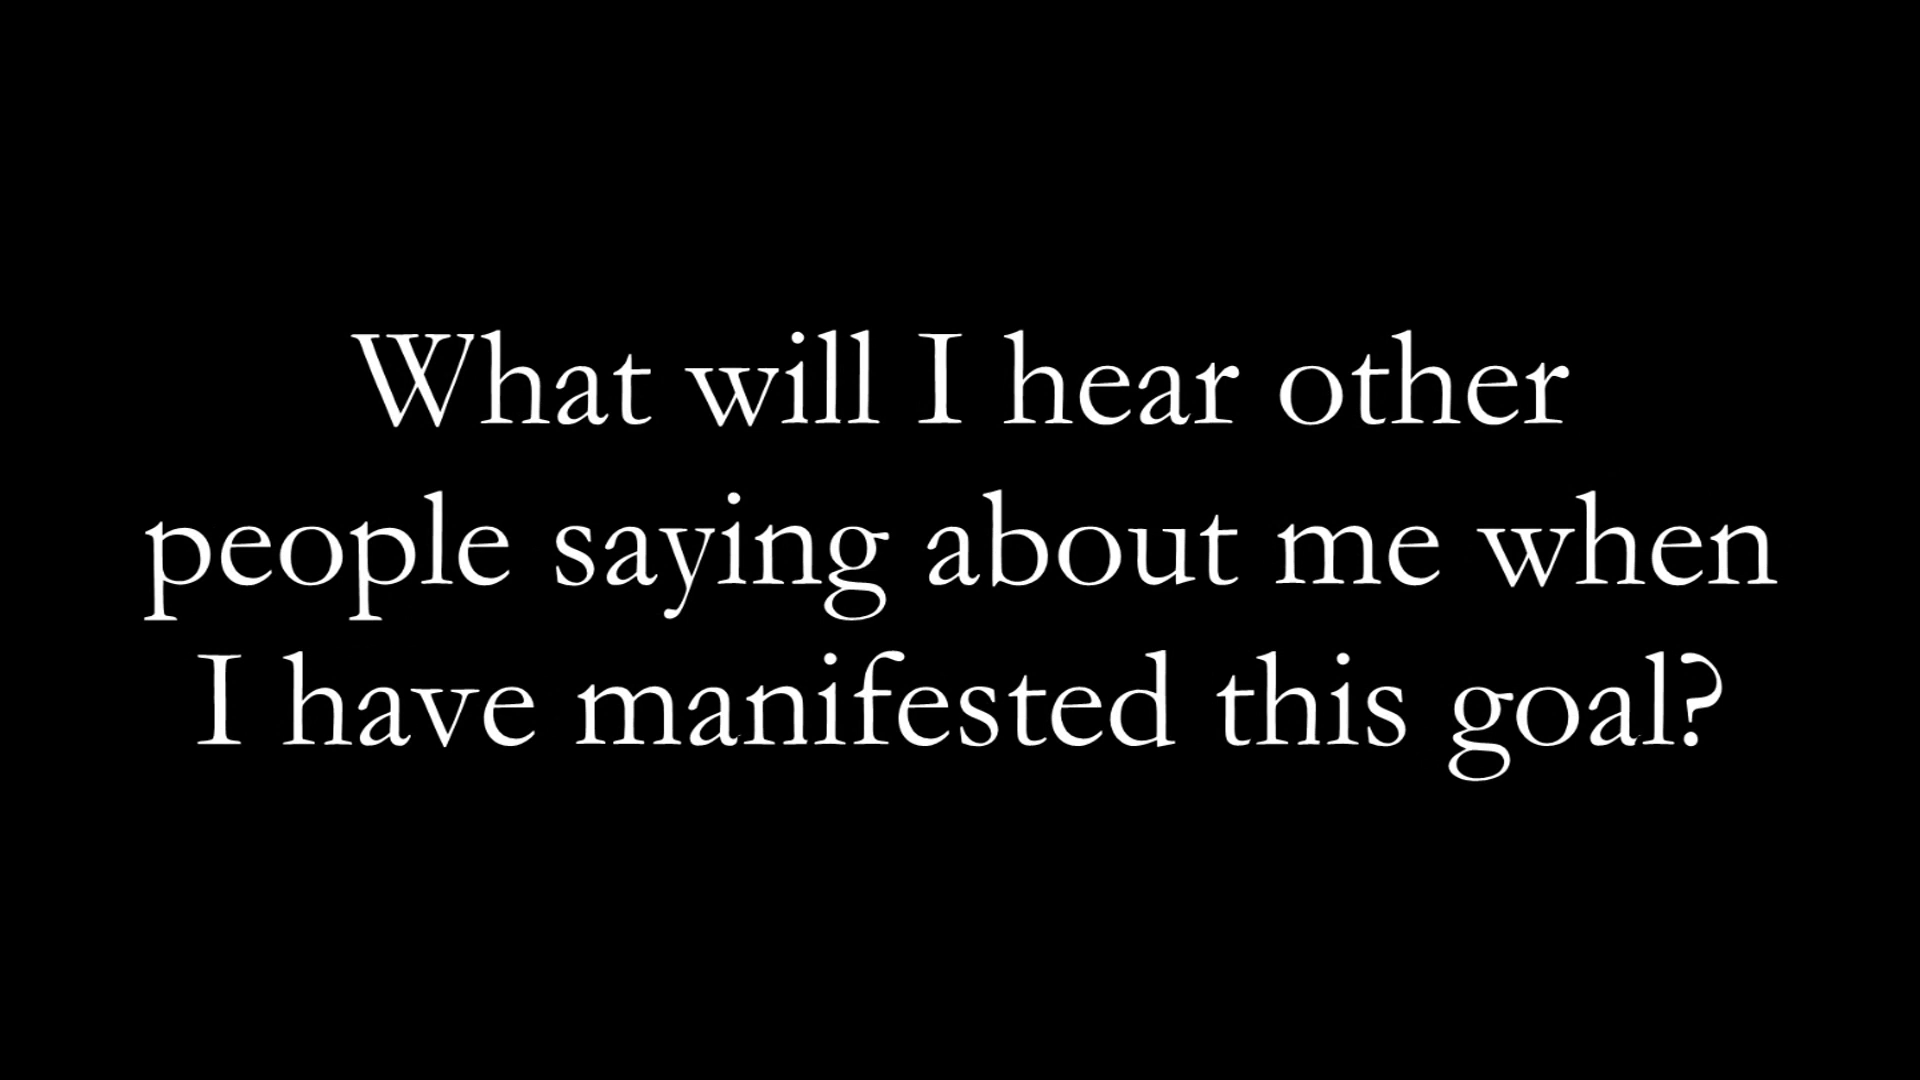 What will I hear other
people saying about me when
I have manifested this goal?